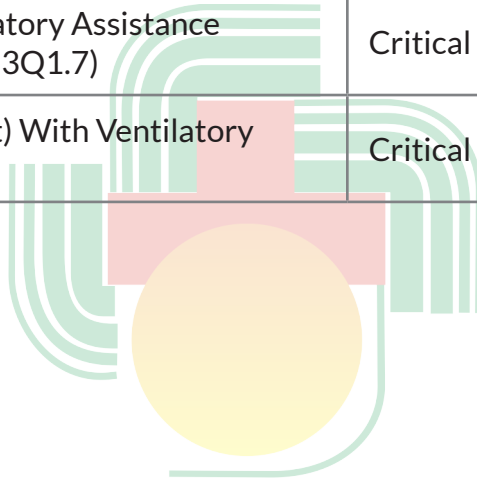 atory Assistance
3Q1.7)
Critical
) With Ventilatory
Critical